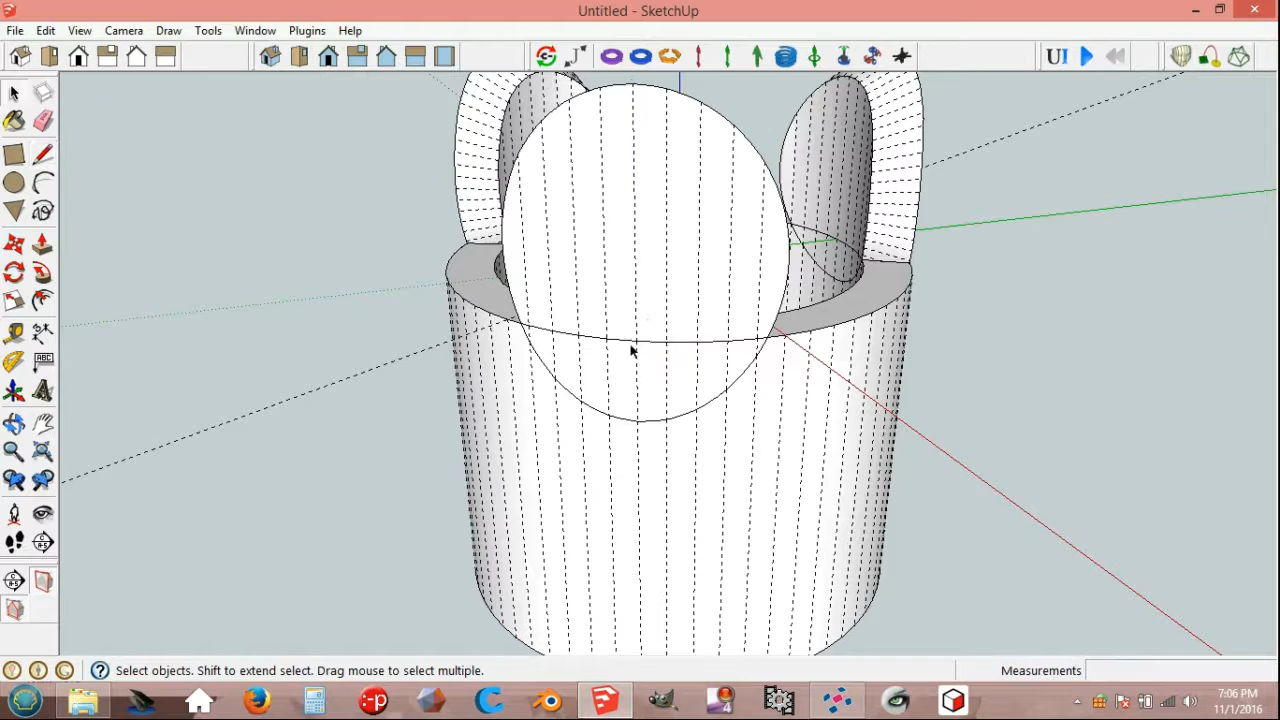 Untitled - SketchUp
File Edit View Camera Draw Tools Window Plugins Help
UI
ABC
A
Select objects. Shift to extend select. Drag mouse to select multiple.
Measurements
7:06 PM
11/1/2016